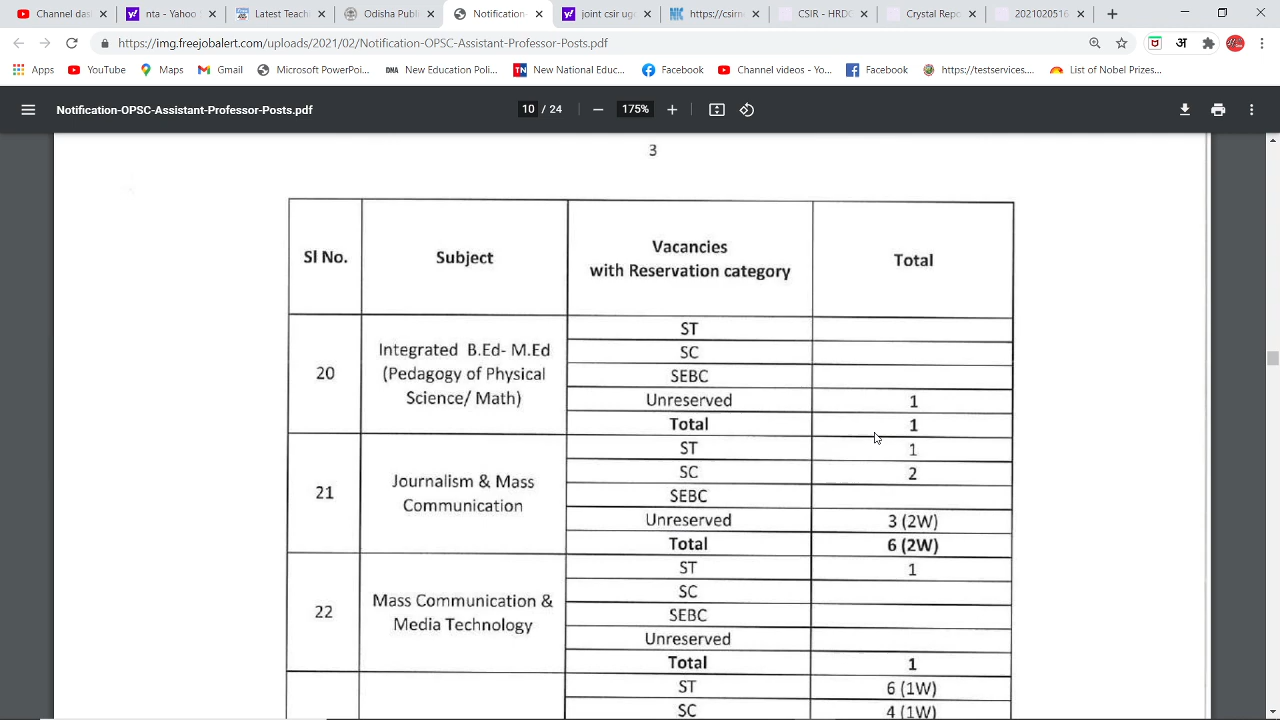 Channel das
nta - Yahoo
Latest Teac
Odisha Publ
Notification-
joint csir ug
https://csirne
CSIR - HRDG
Crystal Repo
2021020516
https://img.freejobalert.com/uploads/2021/02/Notification-OPSC-Assistant-Professor-Posts.pdf
Apps
YouTube
Maps
Gmail
Microsoft PowerPoi...
DNA New Education Poli...
TN New National Educ...
Facebook
Channel videos - Yo...
Facebook
https://testservices...
List of Nobel Prizes...
Notification-OPSC-Assistant-Professor-Posts.pdf
10 / 24
175%
3
Sl No.
Subject
Vacancies
with Reservation category
Total
20
Integrated B.Ed- M.Ed
(Pedagogy of Physical
Science/ Math)
ST
SC
SEBC
Unreserved 1
Total 1
21
Journalism & Mass
Communication
ST 1
SC 2
SEBC
Unreserved 3 (2W)
Total 6 (2W)
22
Mass Communication &
Media Technology
ST 1
SC
SEBC
Unreserved
Total 1
ST 6 (1W)
SC 4 (1W)